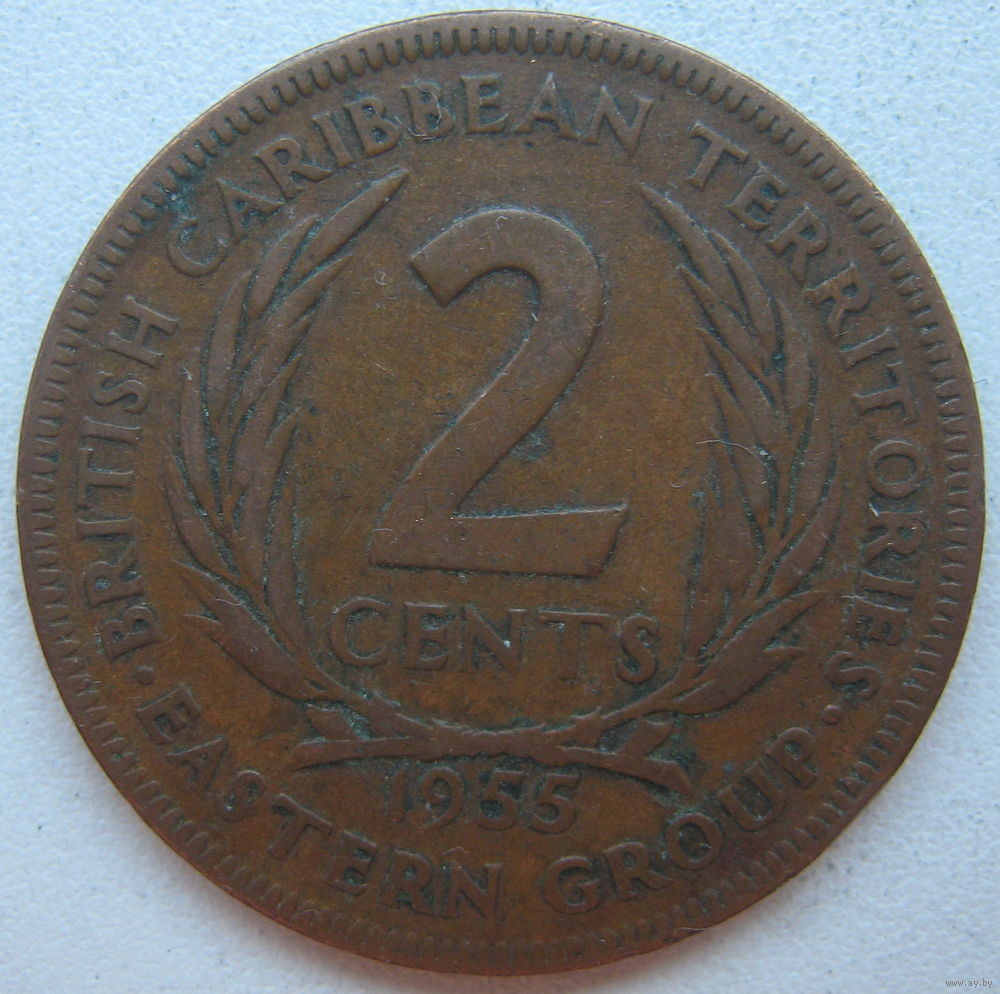 BRITISH CARIBBEAN TERRITORIES
2
CENTS
1955
· EASTERN GROUP ·
www.ay.by